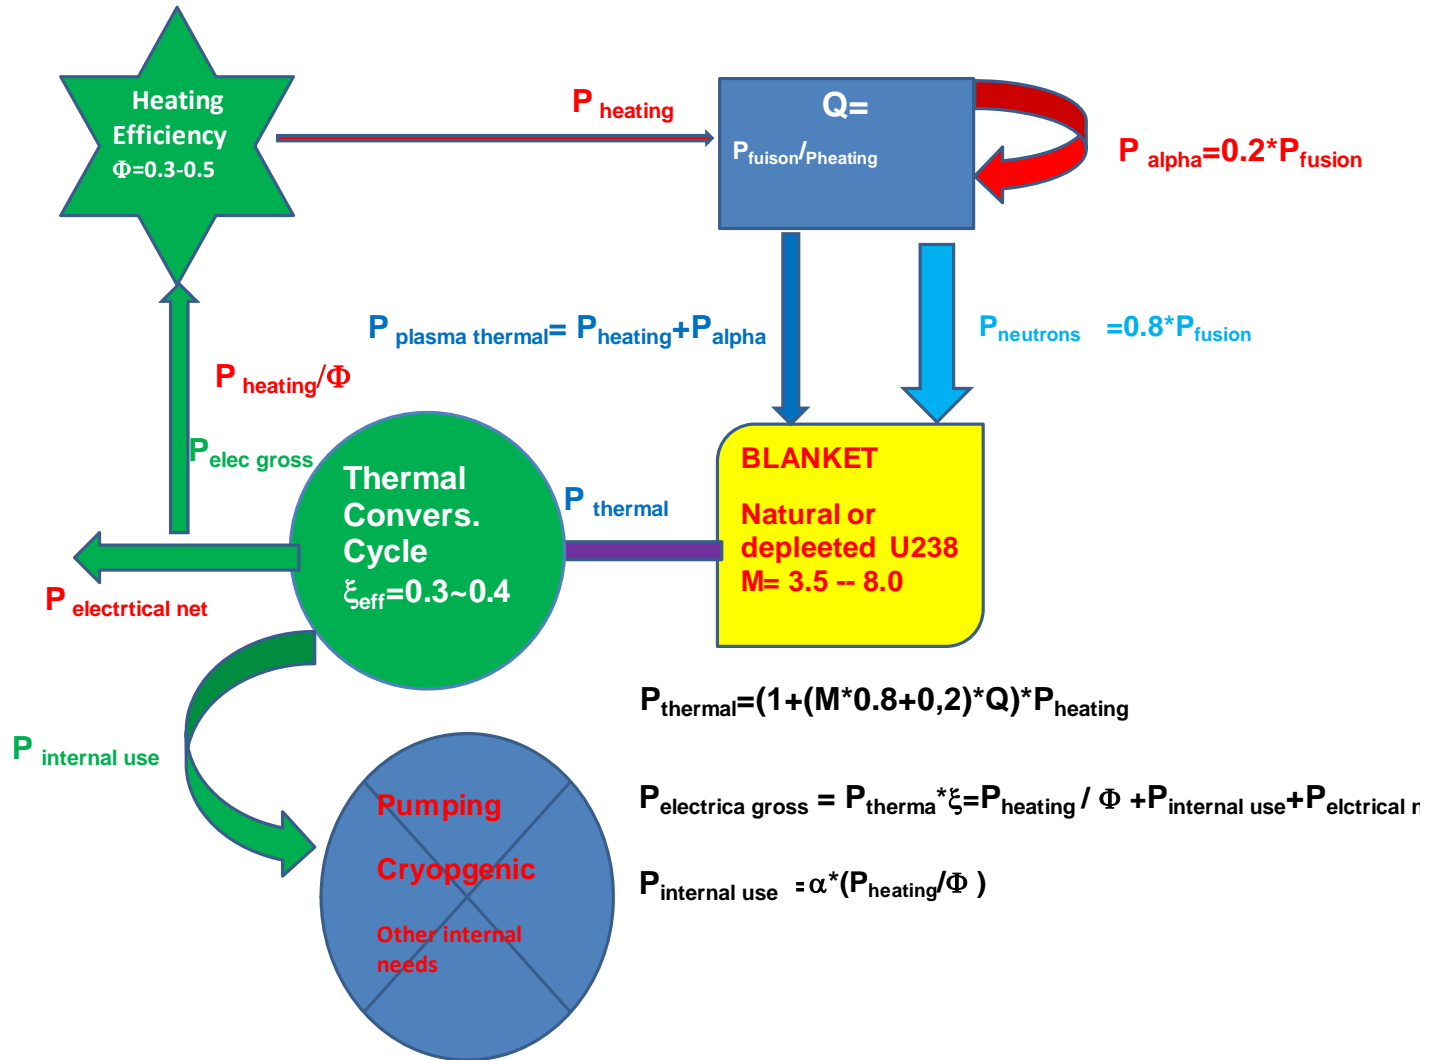 Heating
Efficiency
Φ=0.3-0.5
P heating
Q=
Pfuison/Pheating
P alpha=0.2*Pfusion
P plasma thermal= Pheating+Palpha
Pneutrons =0.8*Pfusion
P heating/Φ
Pelec gross
Thermal
Convers.
Cycle
ξeff=0.3~0.4
P thermal
BLANKET
Natural or
depleeted U238
M= 3.5 -- 8.0
P electrtical net
Pthermal=(1+(M*0.8+0,2)*Q)*Pheating
P internal use
Pelectrica gross = Ptherma*ξ=Pheating / Φ +Pinternal use+Pelctrical
Pumping
Cryopgenic
Other internal
needs
Pinternal use =α*(Pheating/Φ )